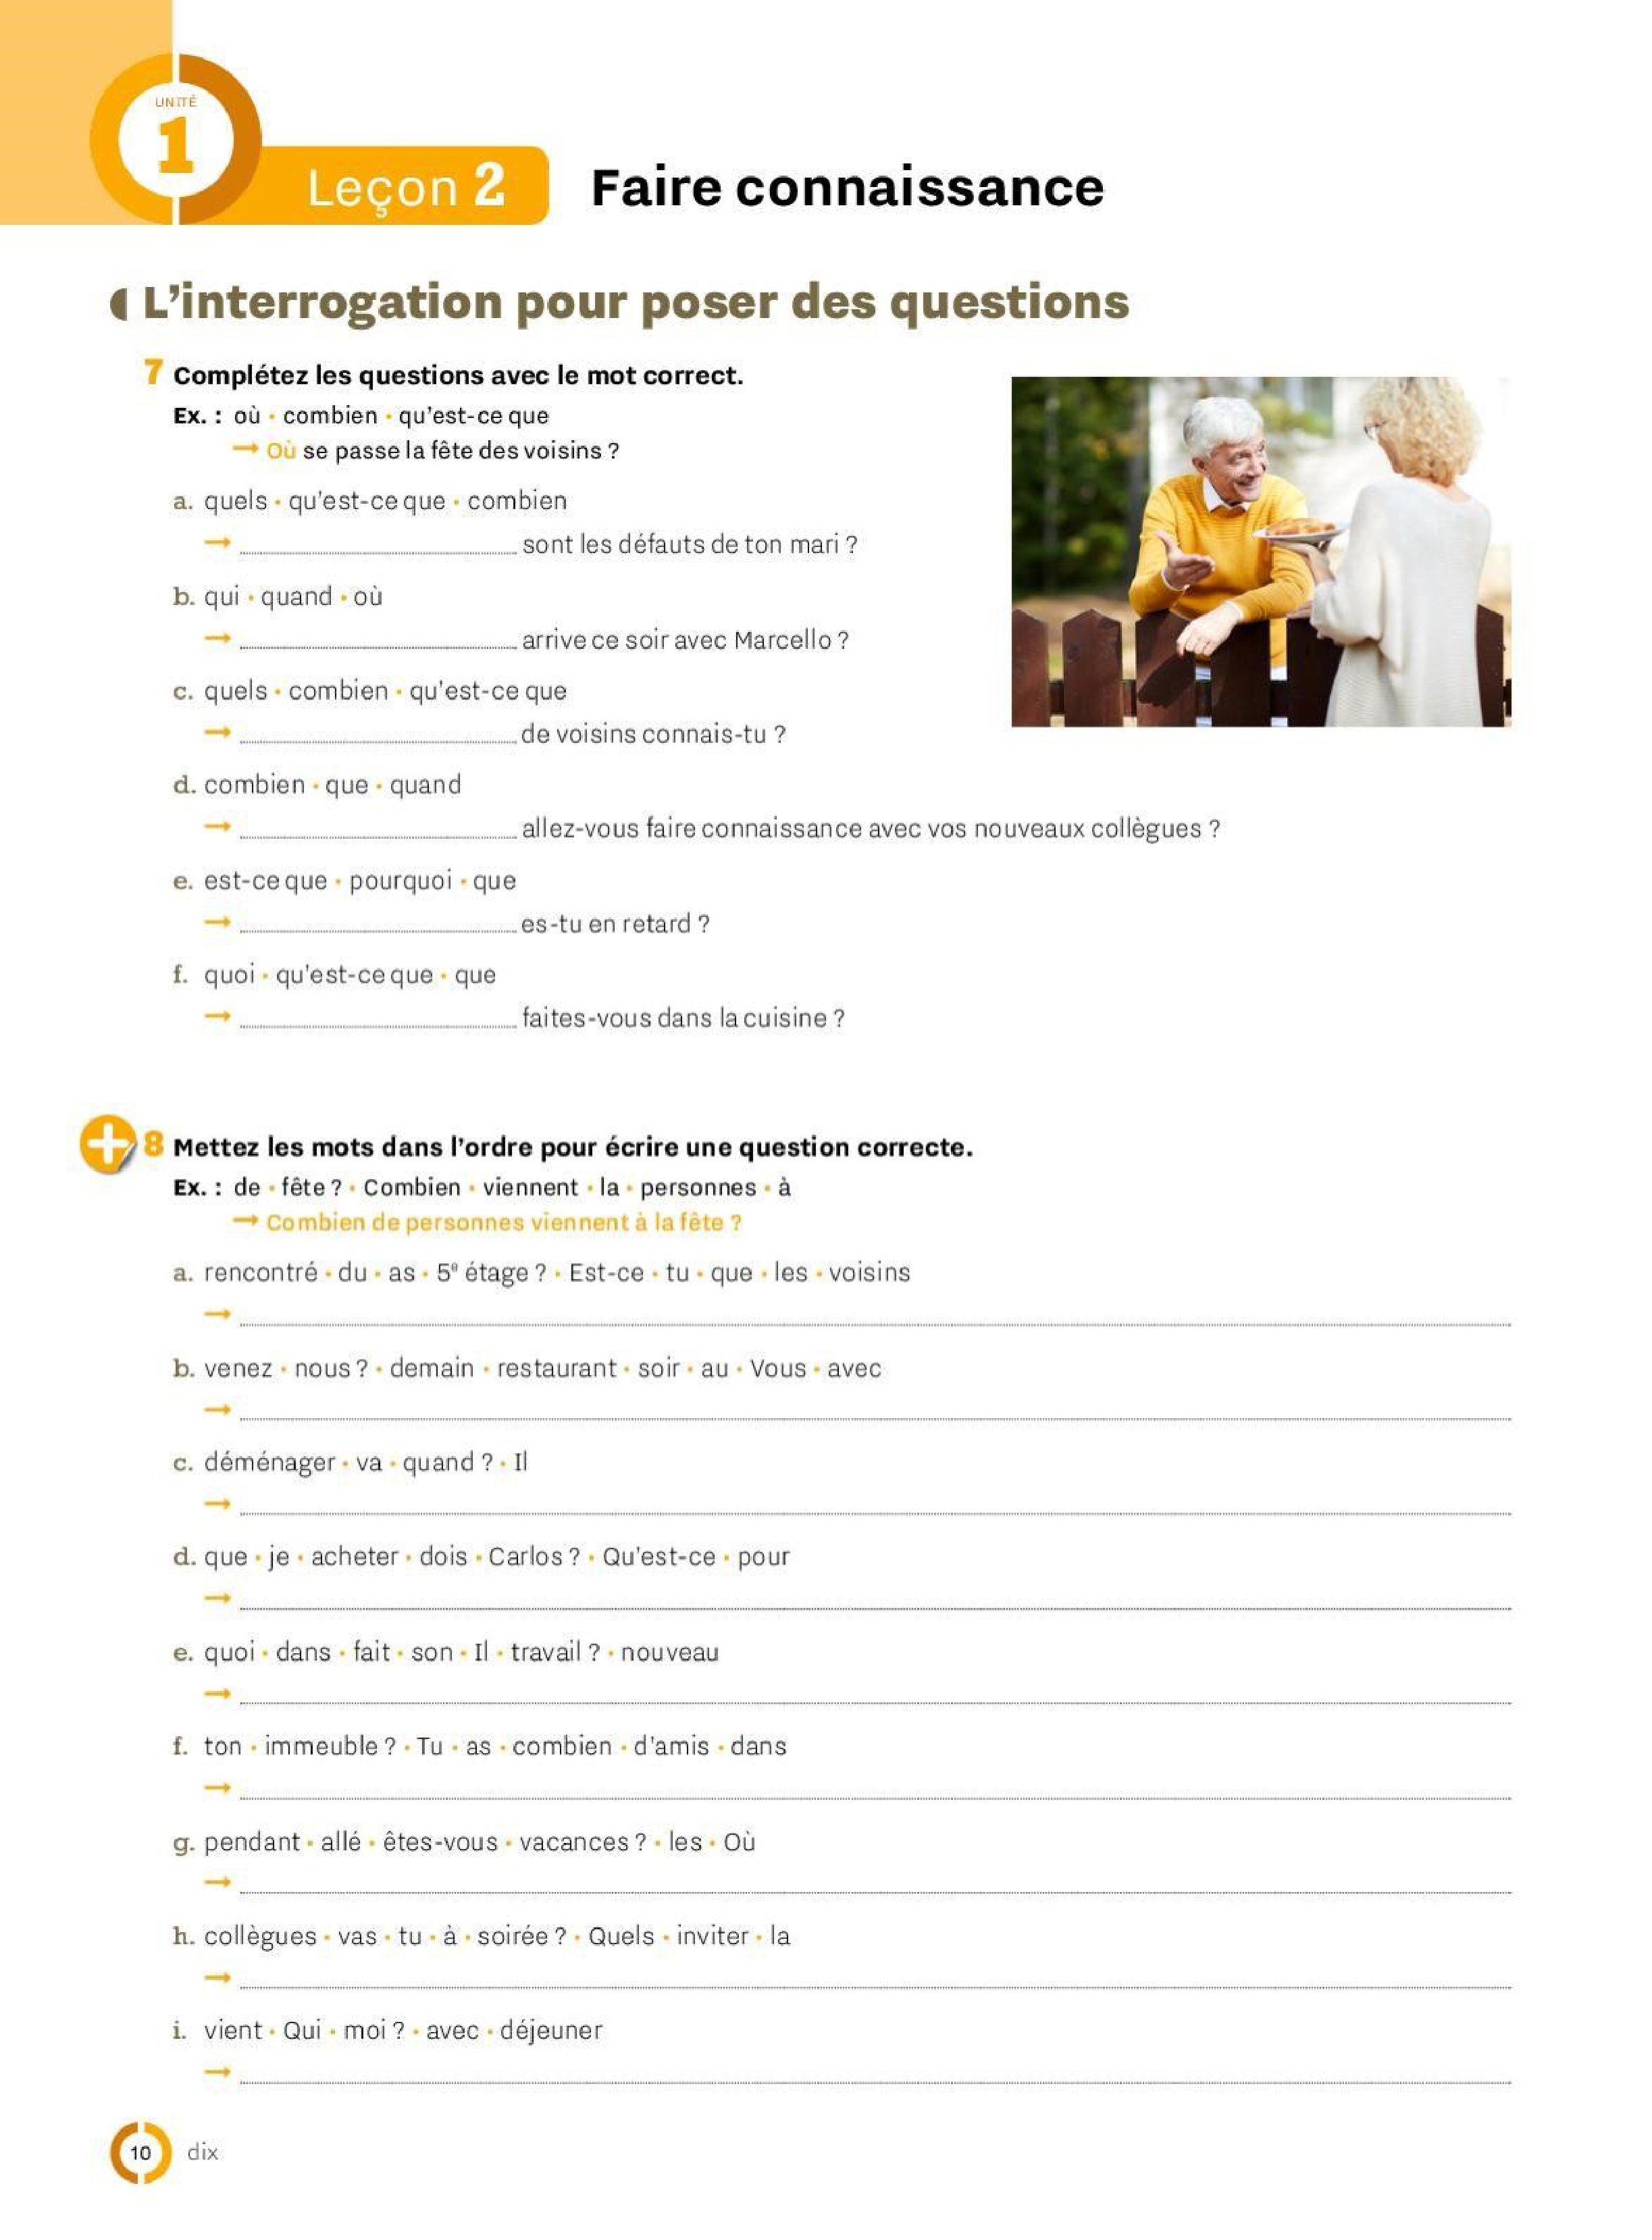 UNITÉ
1
Leçon 2
Faire connaissance
L'interrogation pour poser des questions
7 Complétez les questions avec le mot correct.
Ex. : où • combien • qu'est-ce que
→ Où se passe la fête des voisins ?
a. quels • qu'est-ce que • combien
→ sont les défauts de ton mari ?
b. qui • quand • où
→ arrive ce soir avec Marcello ?
c. quels • combien • qu'est-ce que
→ de voisins connais-tu ?
d. combien • que • quand
→ allez-vous faire connaissance avec vos nouveaux collègues ?
e. est-ce que • pourquoi • que
→ es-tu en retard ?
f. quoi • qu'est-ce que • que
→ faites-vous dans la cuisine ?
8 Mettez les mots dans l'ordre pour écrire une question correcte.
Ex. : de • fête ? • Combien • viennent • la • personnes • à
→ Combien de personnes viennent à la fête ?
a. rencontré • du • as • 5e étage ? • Est-ce • tu • que • les • voisins
→
b. venez • nous ? • demain • restaurant • soir • au • Vous • avec
→
c. déménager • va • quand ? • Il
→
d. que • je • acheter • dois • Carlos ? • Qu'est-ce • pour
→
e. quoi • dans • fait • son • Il • travail ? • nouveau
→
f. ton • immeuble ? • Tu • as • combien • d'amis • dans
→
g. pendant • allé • êtes-vous • vacances ? • les • Où
→
h. collègues • vas • tu • à • soirée ? • Quels • inviter • la
→
i. vient • Qui • moi ? • avec • déjeuner
→
10 dix